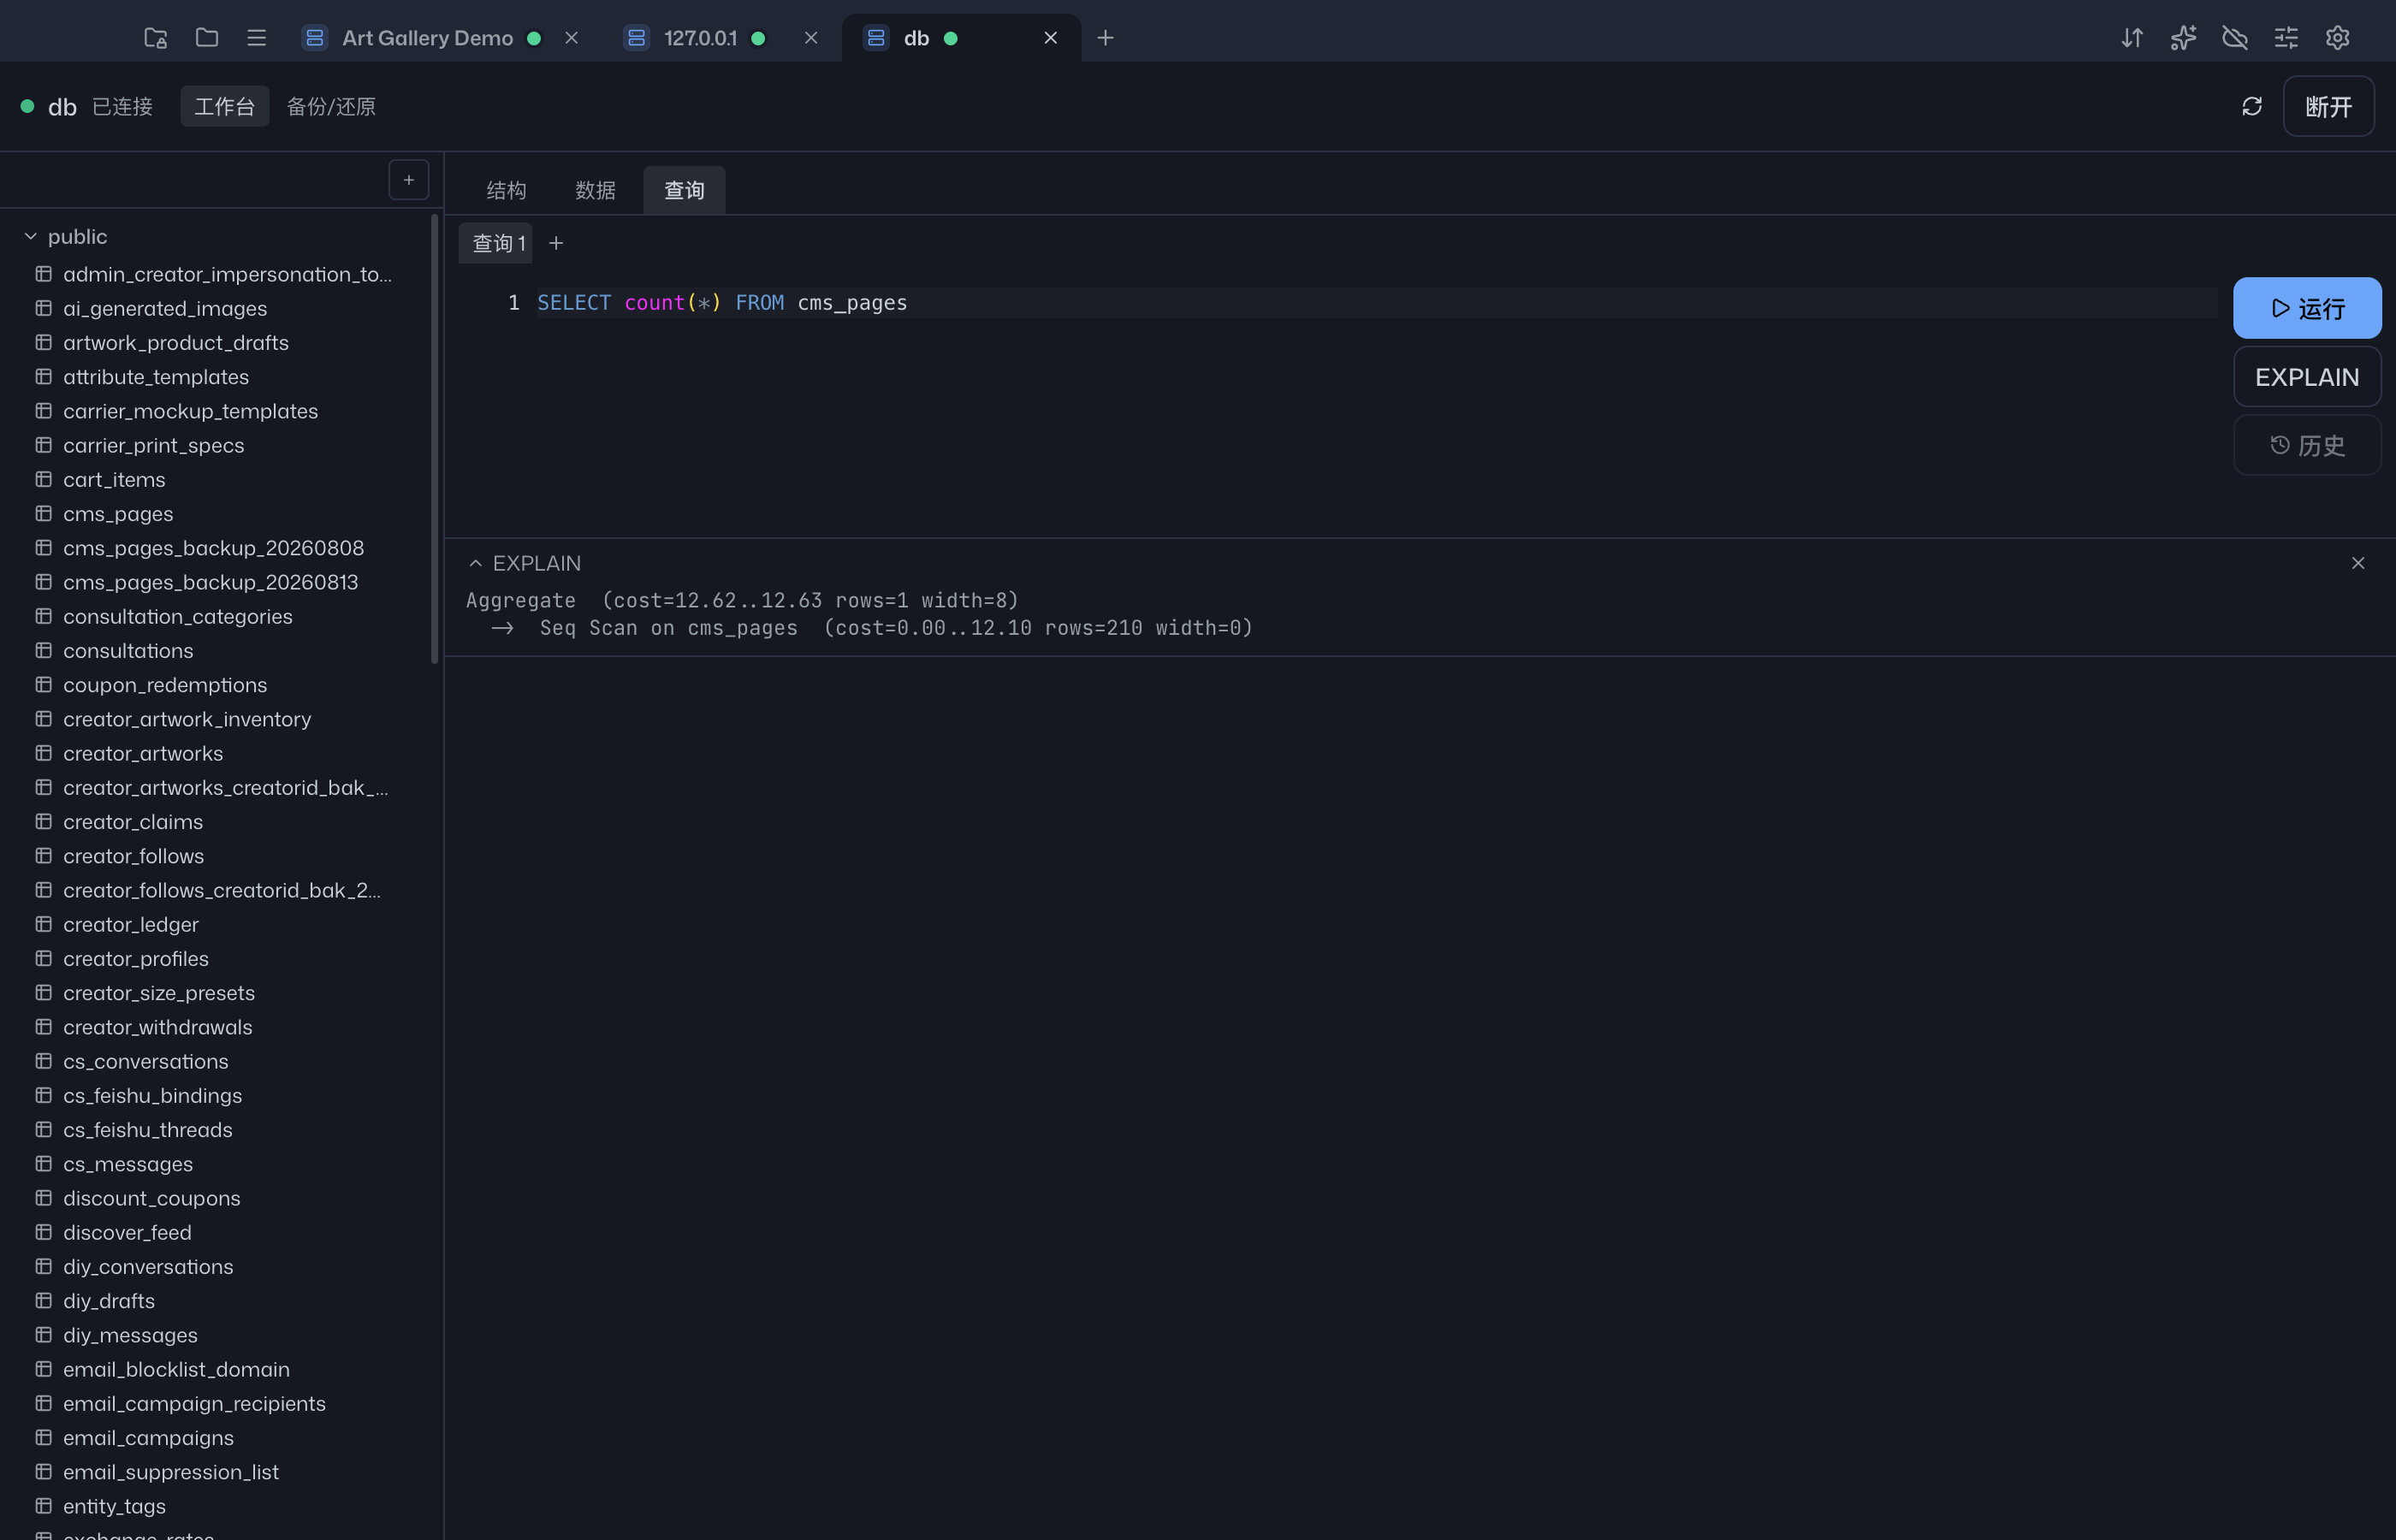 Art Gallery Demo
127.0.0.1
db
db 已连接 工作台 备份/还原
断开
结构 数据 查询
public
admin_creator_impersonation_to...
ai_generated_images
artwork_product_drafts
attribute_templates
carrier_mockup_templates
carrier_print_specs
cart_items
cms_pages
cms_pages_backup_20260808
cms_pages_backup_20260813
consultation_categories
consultations
coupon_redemptions
creator_artwork_inventory
creator_artworks
creator_artworks_creatorid_bak_...
creator_claims
creator_follows
creator_follows_creatorid_bak_2...
creator_ledger
creator_profiles
creator_size_presets
creator_withdrawals
cs_conversations
cs_feishu_bindings
cs_feishu_threads
cs_messages
discount_coupons
discover_feed
diy_conversations
diy_drafts
diy_messages
email_blocklist_domain
email_campaign_recipients
email_campaigns
email_suppression_list
entity_tags
exchange_rates
查询 1
1 SELECT count(*) FROM cms_pages
运行
EXPLAIN
历史
EXPLAIN
Aggregate (cost=12.62..12.63 rows=1 width=8)
-> Seq Scan on cms_pages (cost=0.00..12.10 rows=210 width=0)